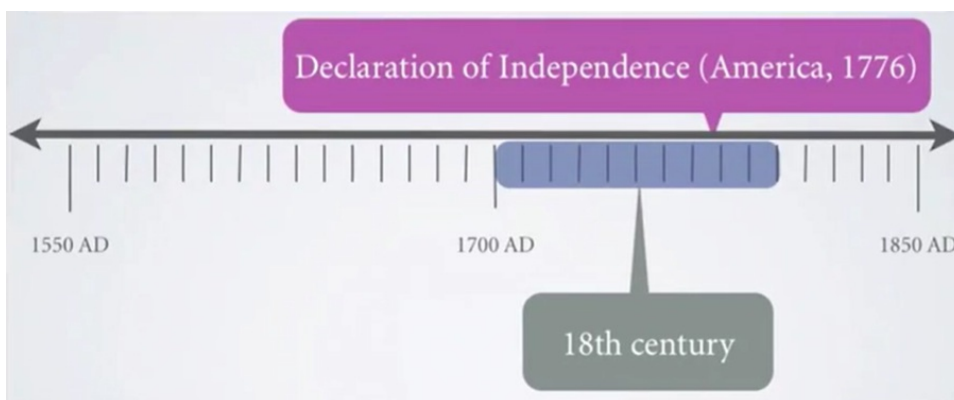 Declaration of Independence (America, 1776)
1550 AD
1700 AD
1850 AD
18th century